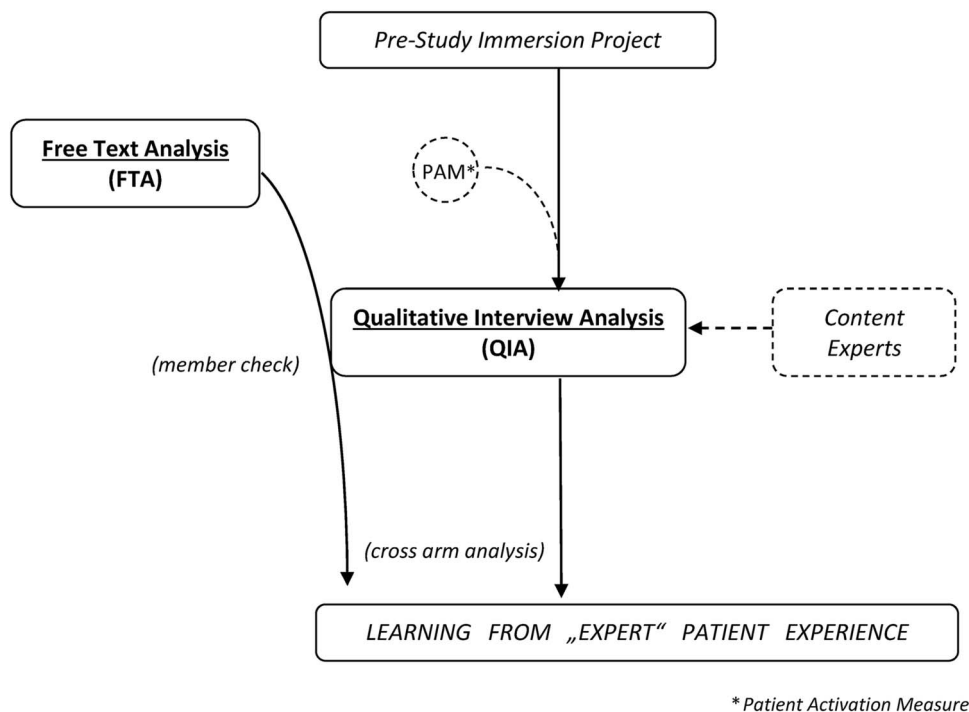 Pre-Study Immersion Project
Free Text Analysis
(FTA)
PAM*
Qualitative Interview Analysis
(QIA)
Content
Experts
(member check)
(cross arm analysis)
LEARNING FROM „EXPERT“ PATIENT EXPERIENCE
* Patient Activation Measure